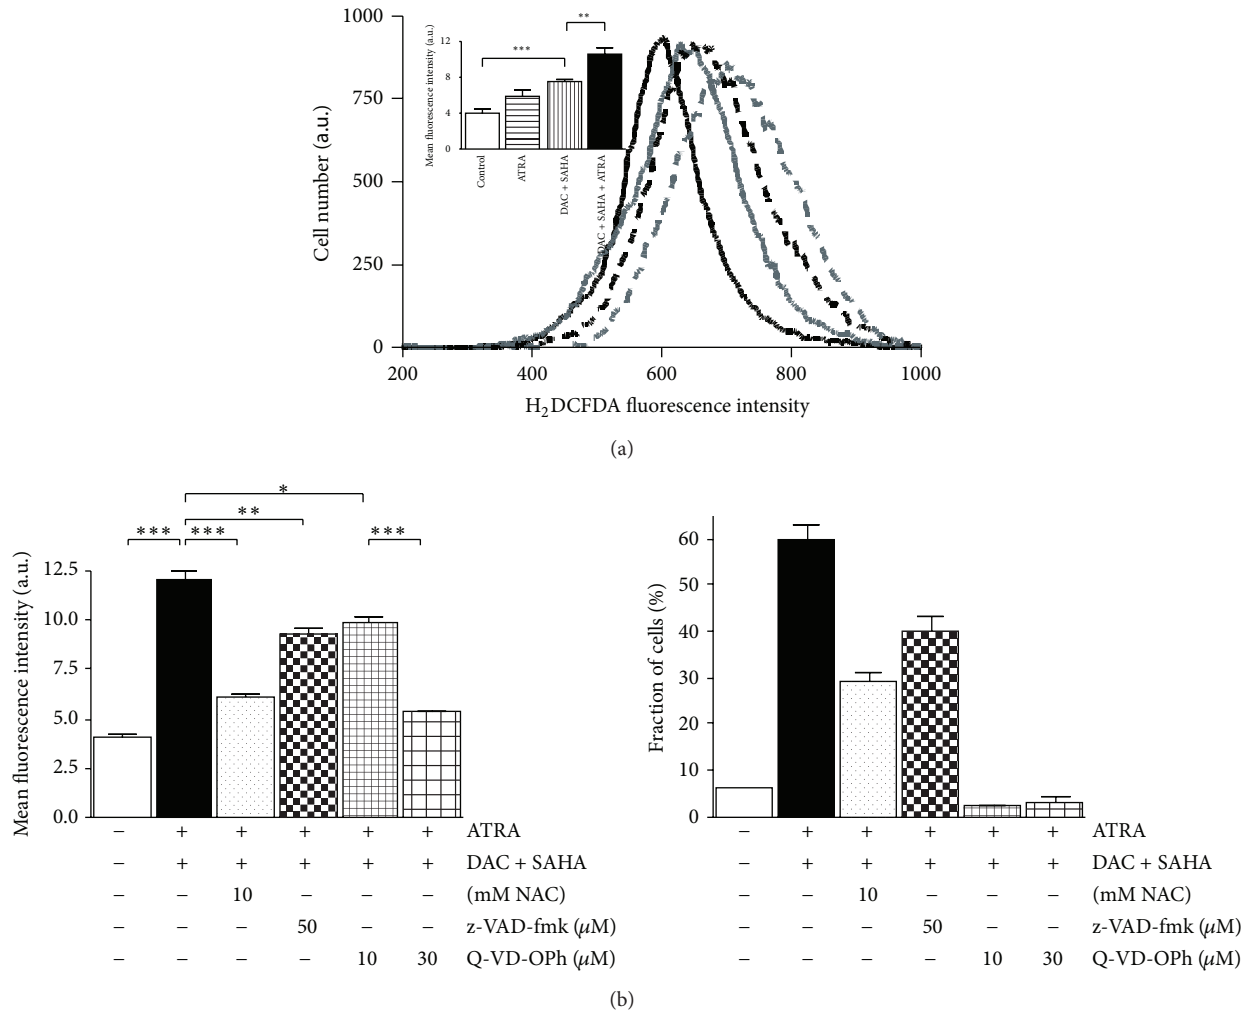 1000
750
500
250
0
Cell number (a.u.)
200 400 600 800 1000
H2DCFDA fluorescence intensity
12
8
4
0
Mean fluorescence intensity (a.u.)
***
**
Control
ATRA
DAC + SAHA
DAC + SAHA + ATRA
(a)
*
**
*** ***
***
12.5
10.0
7.5
5.0
2.5
0.0
Mean fluorescence intensity (a.u.)
− + + + + + ATRA
− + + + + + DAC + SAHA
− − 10 − − − (mM NAC)
− − − 50 − − z-VAD-fmk (μM)
− − − − 10 30 Q-VD-OPh (μM)
60
50
40
30
20
10
0
Fraction of cells (%)
− + + + + + ATRA
− + + + + + DAC + SAHA
− − 10 − − − (mM NAC)
− − − 50 − − z-VAD-fmk (μM)
− − − − 10 30 Q-VD-OPh (μM)
(b)